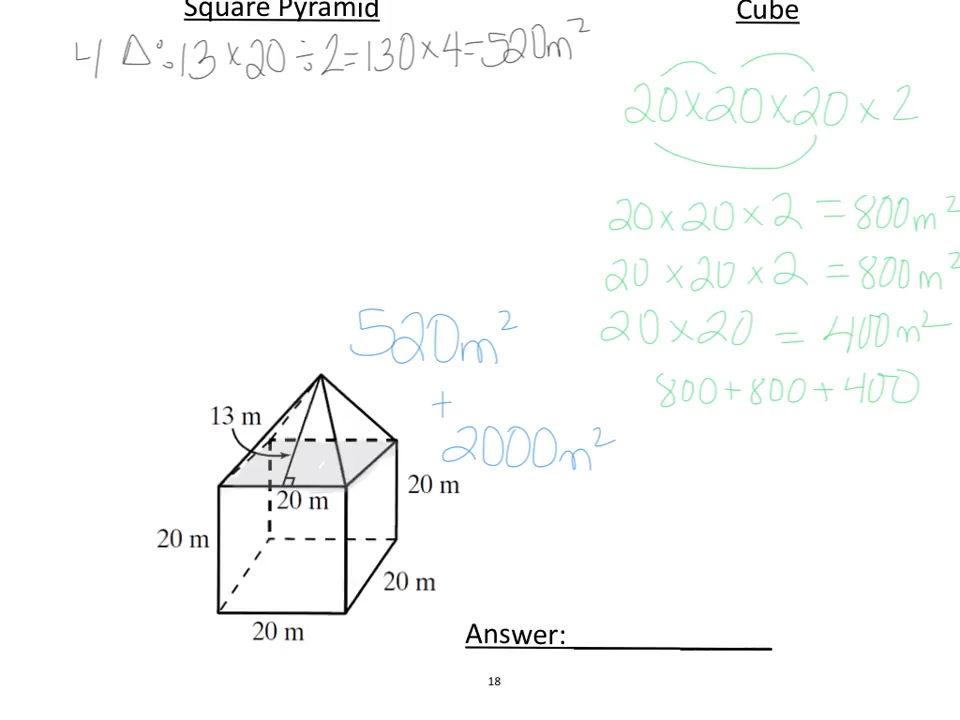 Square Pyramid
Cube
4 Δ: 13 × 20 ÷ 2 = 130 × 4 = 520m²
20 × 20 × 20 × 2
20 × 20 × 2 = 800m²
20 × 20 × 2 = 800m²
20 × 20 = 400m²
800 + 800 + 400
520m²
+
2000m²
13 m
20 m
20 m
20 m
20 m
20 m
Answer: ____________________
18